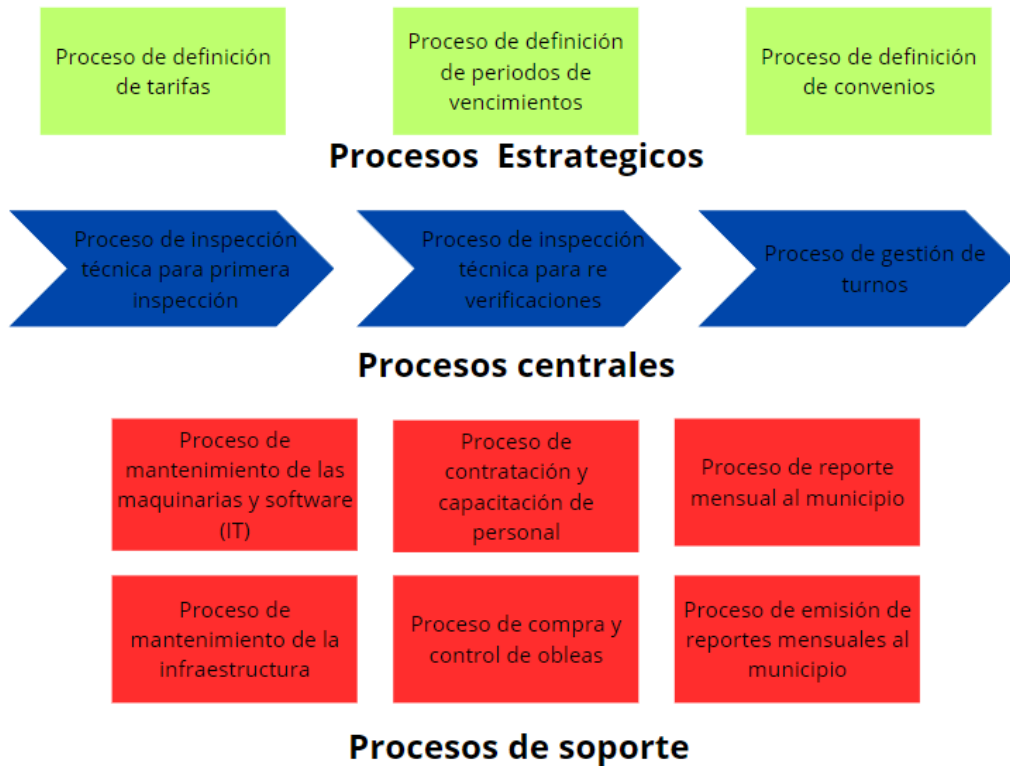 Proceso de definición
de tarifas
Proceso de definición
de periodos de
vencimientos
Proceso de definición
de convenios
Procesos Estrategicos
Proceso de inspección
técnica para primera
inspección
Proceso de inspección
técnica para re
verificaciones
Proceso de gestión de
turnos
Procesos centrales
Proceso de
mantenimiento de las
maquinarias y software
(IT)
Proceso de
contratación y
capacitación de
personal
Proceso de reporte
mensual al municipio
Proceso de
mantenimiento de la
infraestructura
Proceso de compra y
control de obleas
Proceso de emisión de
reportes mensuales al
municipio
Procesos de soporte